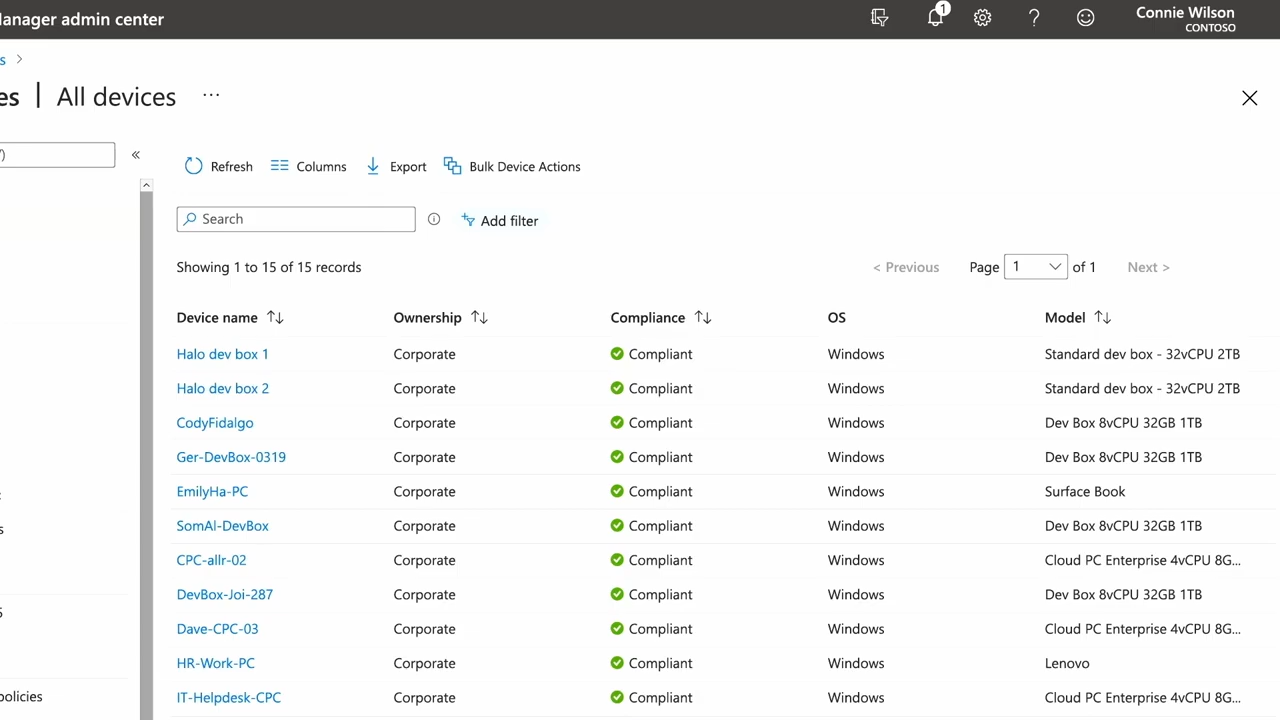 anager admin center
1
Connie Wilson
CONTOSO
s >
es | All devices ...
)
«
Refresh Columns Export Bulk Device Actions
Search Add filter
Showing 1 to 15 of 15 records < Previous Page 1 of 1 Next >
Device name Ownership Compliance OS Model
Halo dev box 1 Corporate Compliant Windows Standard dev box - 32vCPU 2TB
Halo dev box 2 Corporate Compliant Windows Standard dev box - 32vCPU 2TB
CodyFidalgo Corporate Compliant Windows Dev Box 8vCPU 32GB 1TB
Ger-DevBox-0319 Corporate Compliant Windows Dev Box 8vCPU 32GB 1TB
EmilyHa-PC Corporate Compliant Windows Surface Book
s
SomAl-DevBox Corporate Compliant Windows Dev Box 8vCPU 32GB 1TB
CPC-allr-02 Corporate Compliant Windows Cloud PC Enterprise 4vCPU 8G...
DevBox-Joi-287 Corporate Compliant Windows Dev Box 8vCPU 32GB 1TB
Dave-CPC-03 Corporate Compliant Windows Cloud PC Enterprise 4vCPU 8G...
HR-Work-PC Corporate Compliant Windows Lenovo
policies
IT-Helpdesk-CPC Corporate Compliant Windows Cloud PC Enterprise 4vCPU 8G...